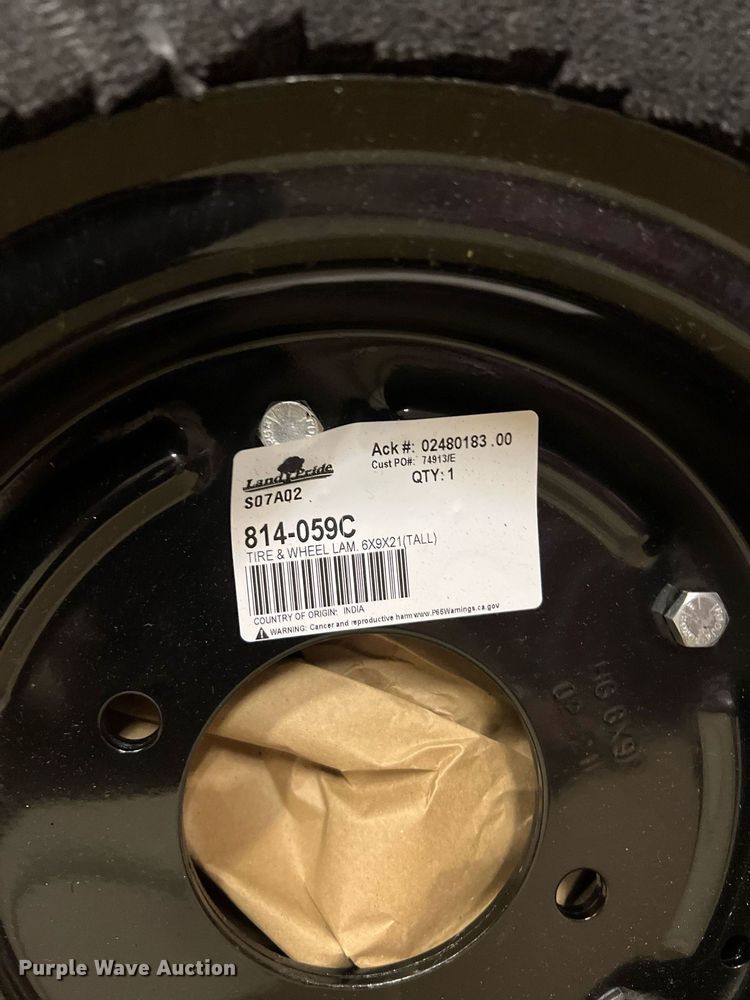 Land Pride
S07A02
Ack #: 02480183 .00
Cust PO#: 74913/E
QTY: 1
814-059C
TIRE & WHEEL LAM. 6X9X21(TALL)
COUNTRY OF ORIGIN: INDIA
WARNING: Cancer and reproductive harm www.P65Warnings.ca.gov
6X9
Purple Wave Auction